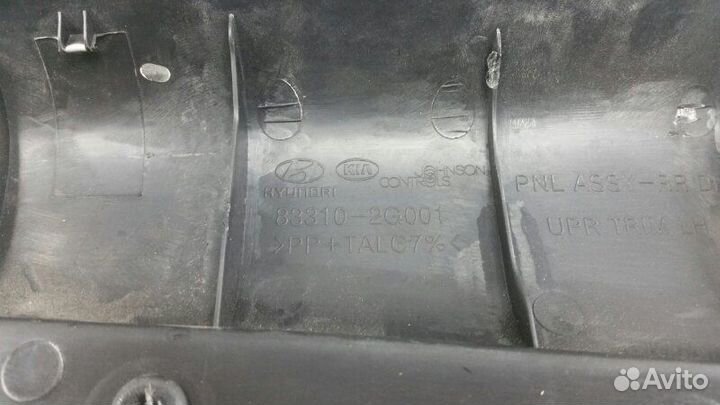 HYUNDAI KIA JOHNSON CONTROLS
83310-2G001
>PP+TALC7%<
PNL ASSY-RR D
UPR TRIM LH
Avito